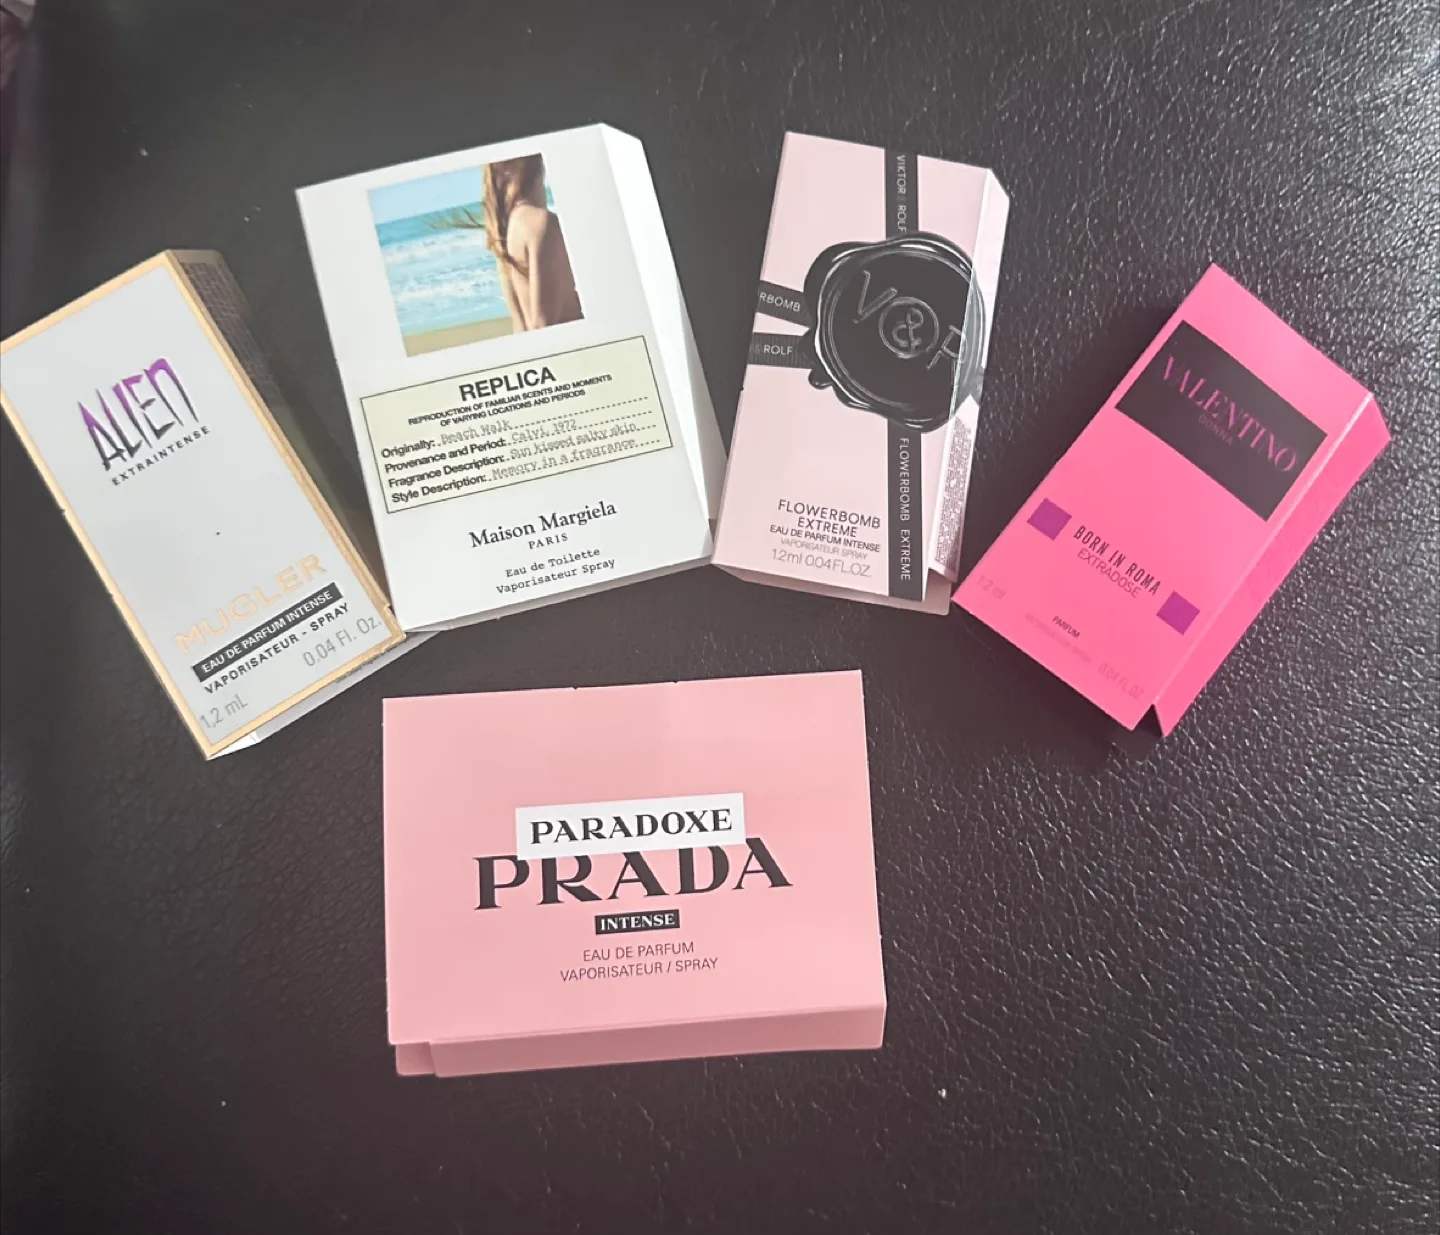 ALIEN
EXTRAINTENSE
MUGLER
EAU DE PARFUM INTENSE
VAPORISATEUR - SPRAY
0.04 Fl. Oz.
1,2 mL
REPLICA
REPRODUCTION OF FAMILIAR SCENTS AND MOMENTS
OF VARYING LOCATIONS AND PERIODS
Originally: Beach Walk
Provenance and Period: Calvi, 1972
Fragrance Description: Sun kissed salty skin
Style Description: Memory in a fragrance
Maison Margiela
PARIS
Eau de Toilette
Vaporisateur Spray
VIKTOR & ROLF
RBOMB
ROLF
V&R
FLOWERBOMB EXTREME
FLOWERBOMB
EXTREME
EAU DE PARFUM INTENSE
VAPORISATEUR SPRAY
1.2ml 0.04FL.OZ.
VALENTINO
DONNA
BORN IN ROMA
EXTRADOSE
1.2 ml
PARFUM
VAPORISATEUR SPRAY
0.04 FL OZ
PARADOXE
PRADA
INTENSE
EAU DE PARFUM
VAPORISATEUR / SPRAY